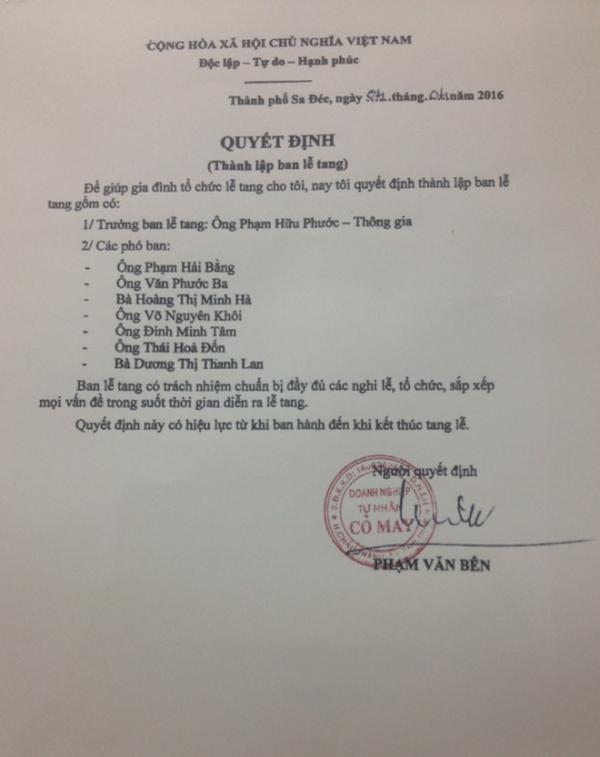 CỘNG HÒA XÃ HỘI CHỦ NGHĨA VIỆT NAM
Độc lập – Tự do – Hạnh phúc
Thành phố Sa Đéc, ngày .tháng. năm 2016
QUYẾT ĐỊNH
(Thành lập ban lễ tang)
Để giúp gia đình tổ chức lễ tang cho tôi, nay tôi quyết định thành lập ban lễ
tang gồm có:
1/ Trưởng ban lễ tang: Ông Phạm Hữu Phước – Thông gia
2/ Các phó ban:
- Ông Phạm Hải Bằng
- Ông Văn Phước Ba
- Bà Hoàng Thị Minh Hà
- Ông Võ Nguyên Khôi
- Ông Đinh Minh Tâm
- Ông Thái Hoà Đốn
- Bà Dương Thị Thanh Lan
Ban lễ tang có trách nhiệm chuẩn bị đầy đủ các nghi lễ, tổ chức, sắp xếp
mọi vấn đề trong suốt thời gian diễn ra lễ tang.
Quyết định này có hiệu lực từ khi ban hành đến khi kết thúc tang lễ.
Người quyết định
DOANH NGHIỆP
TƯ NHÂN
CỎ MAY
PHẠM VĂN BÊN